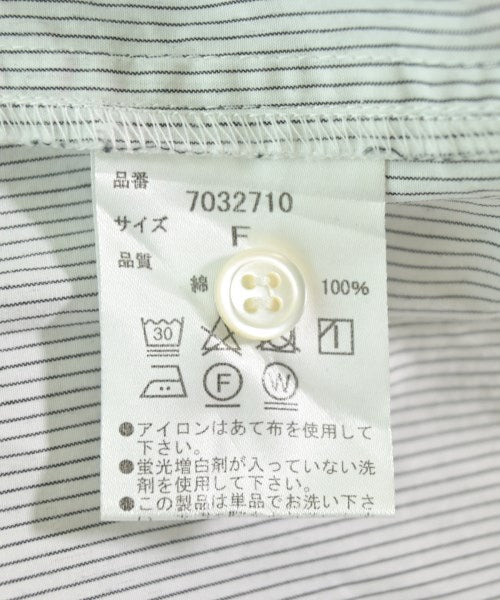 品番 7032710
サイズ F
品質
綿 100%
30
F W
●アイロンはあて布を使用して
下さい。
●蛍光増白剤が入っていない洗
剤を使用して下さい。
●この製品は単品でお洗い下さ
い。